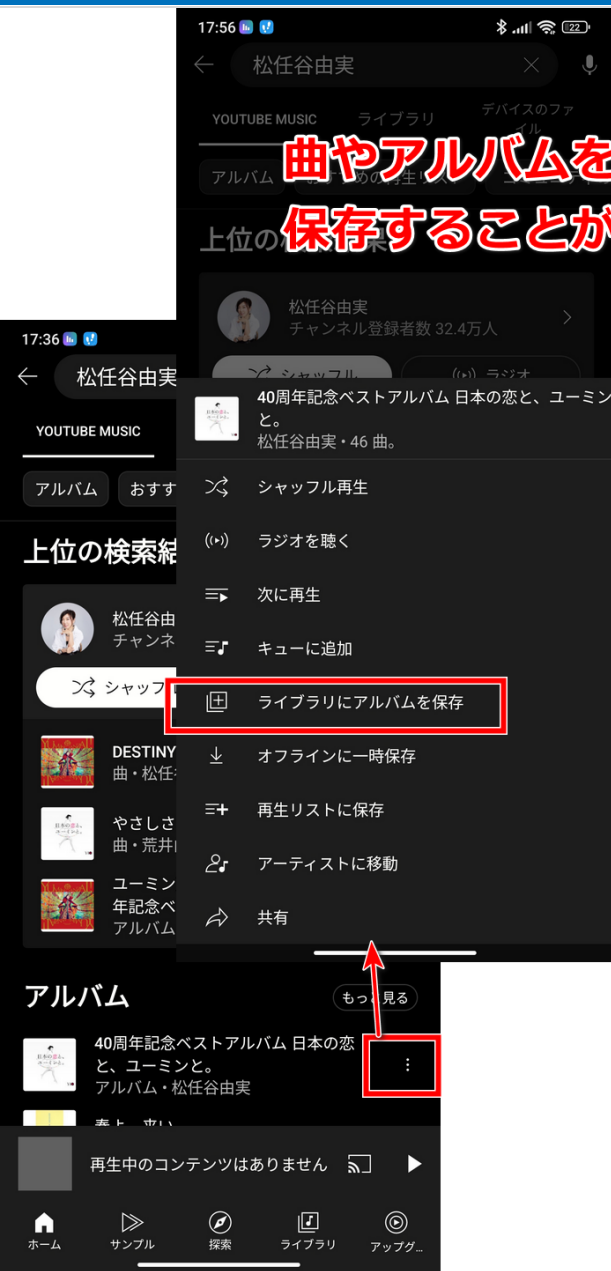 17:56
22
松任谷由実
YOUTUBE MUSIC
ライブラリ
デバイスのファ
イル
曲やアルバムを
保存することが
アルバム
上位の
松任谷由実
チャンネル登録者数 32.4万人
シャッフル
ラジオ
40周年記念ベストアルバム 日本の恋と、ユーミン
と。
松任谷由実・46 曲。
シャッフル再生
ラジオを聴く
次に再生
キューに追加
ライブラリにアルバムを保存
オフラインに一時保存
再生リストに保存
アーティストに移動
共有
17:36
松任谷由実
YOUTUBE MUSIC
アルバム
おすす
上位の検索結
松任谷由
チャンネ
シャッフ
DESTINY
曲・松任
やさしさ
曲・荒井
ユーミン
年記念ベ
アルバム
アルバム
もっと見る
40周年記念ベストアルバム 日本の恋
と、ユーミンと。
アルバム・松任谷由実
再生中のコンテンツはありません
ホーム
サンプル
探索
ライブラリ
アップグ...